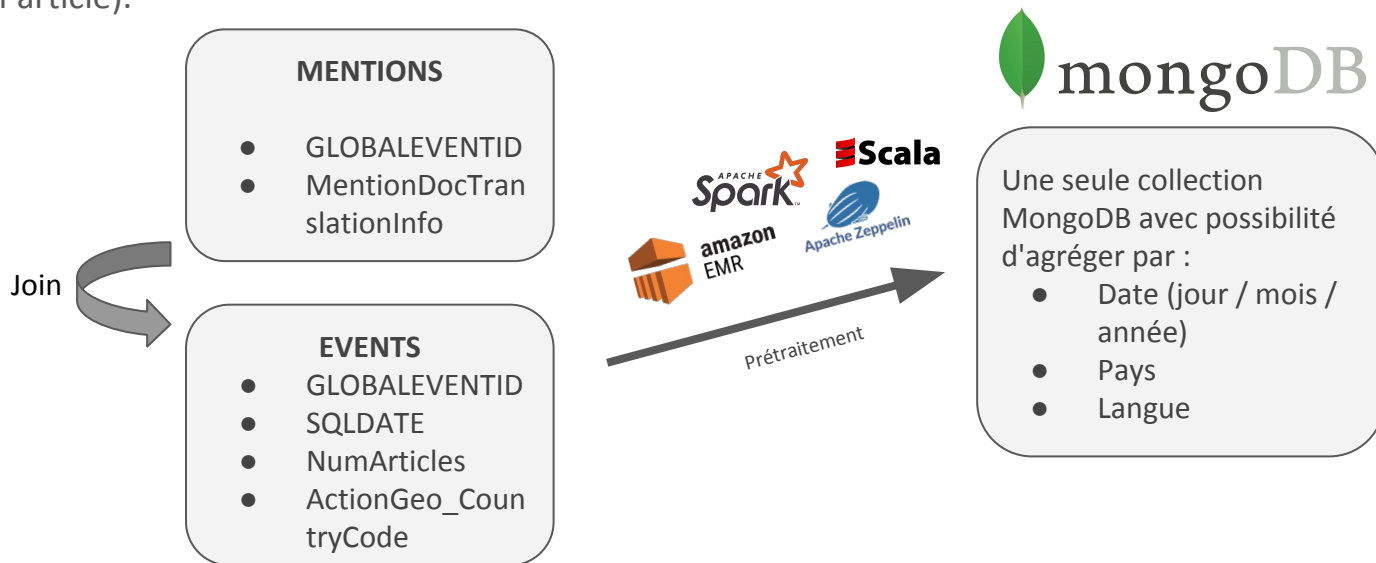 l'article).
MENTIONS
● GLOBALEVENTID
● MentionDocTran
slationInfo
Join
EVENTS
● GLOBALEVENTID
● SQLDATE
● NumArticles
● ActionGeo_Coun
tryCode
APACHE
Spark
Scala
amazon
EMR
Apache Zeppelin
Prétraitement
mongoDB
Une seule collection
MongoDB avec possibilité
d'agréger par :
● Date (jour / mois /
année)
● Pays
● Langue